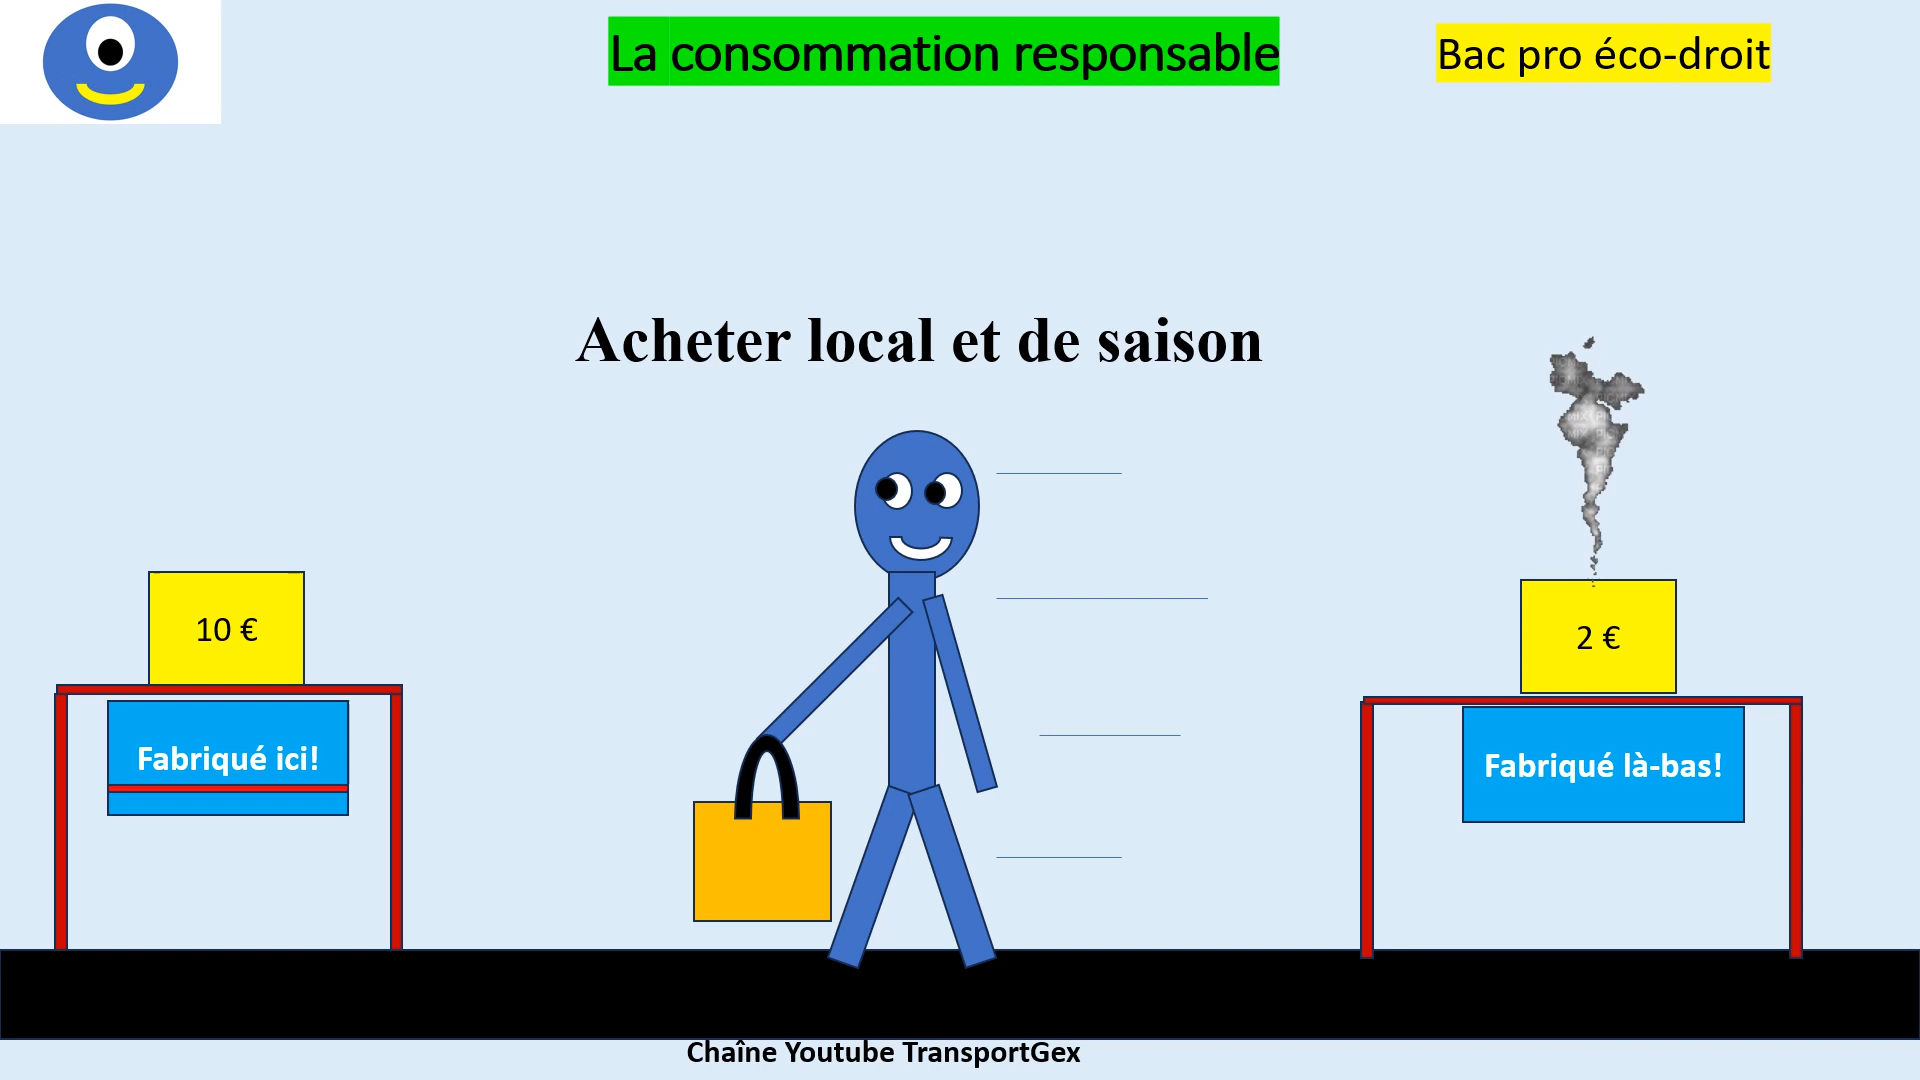 La consommation responsable
Bac pro éco-droit
Acheter local et de saison
10 €
2 €
Fabriqué ici!
Fabriqué là-bas!
Chaîne Youtube TransportGex